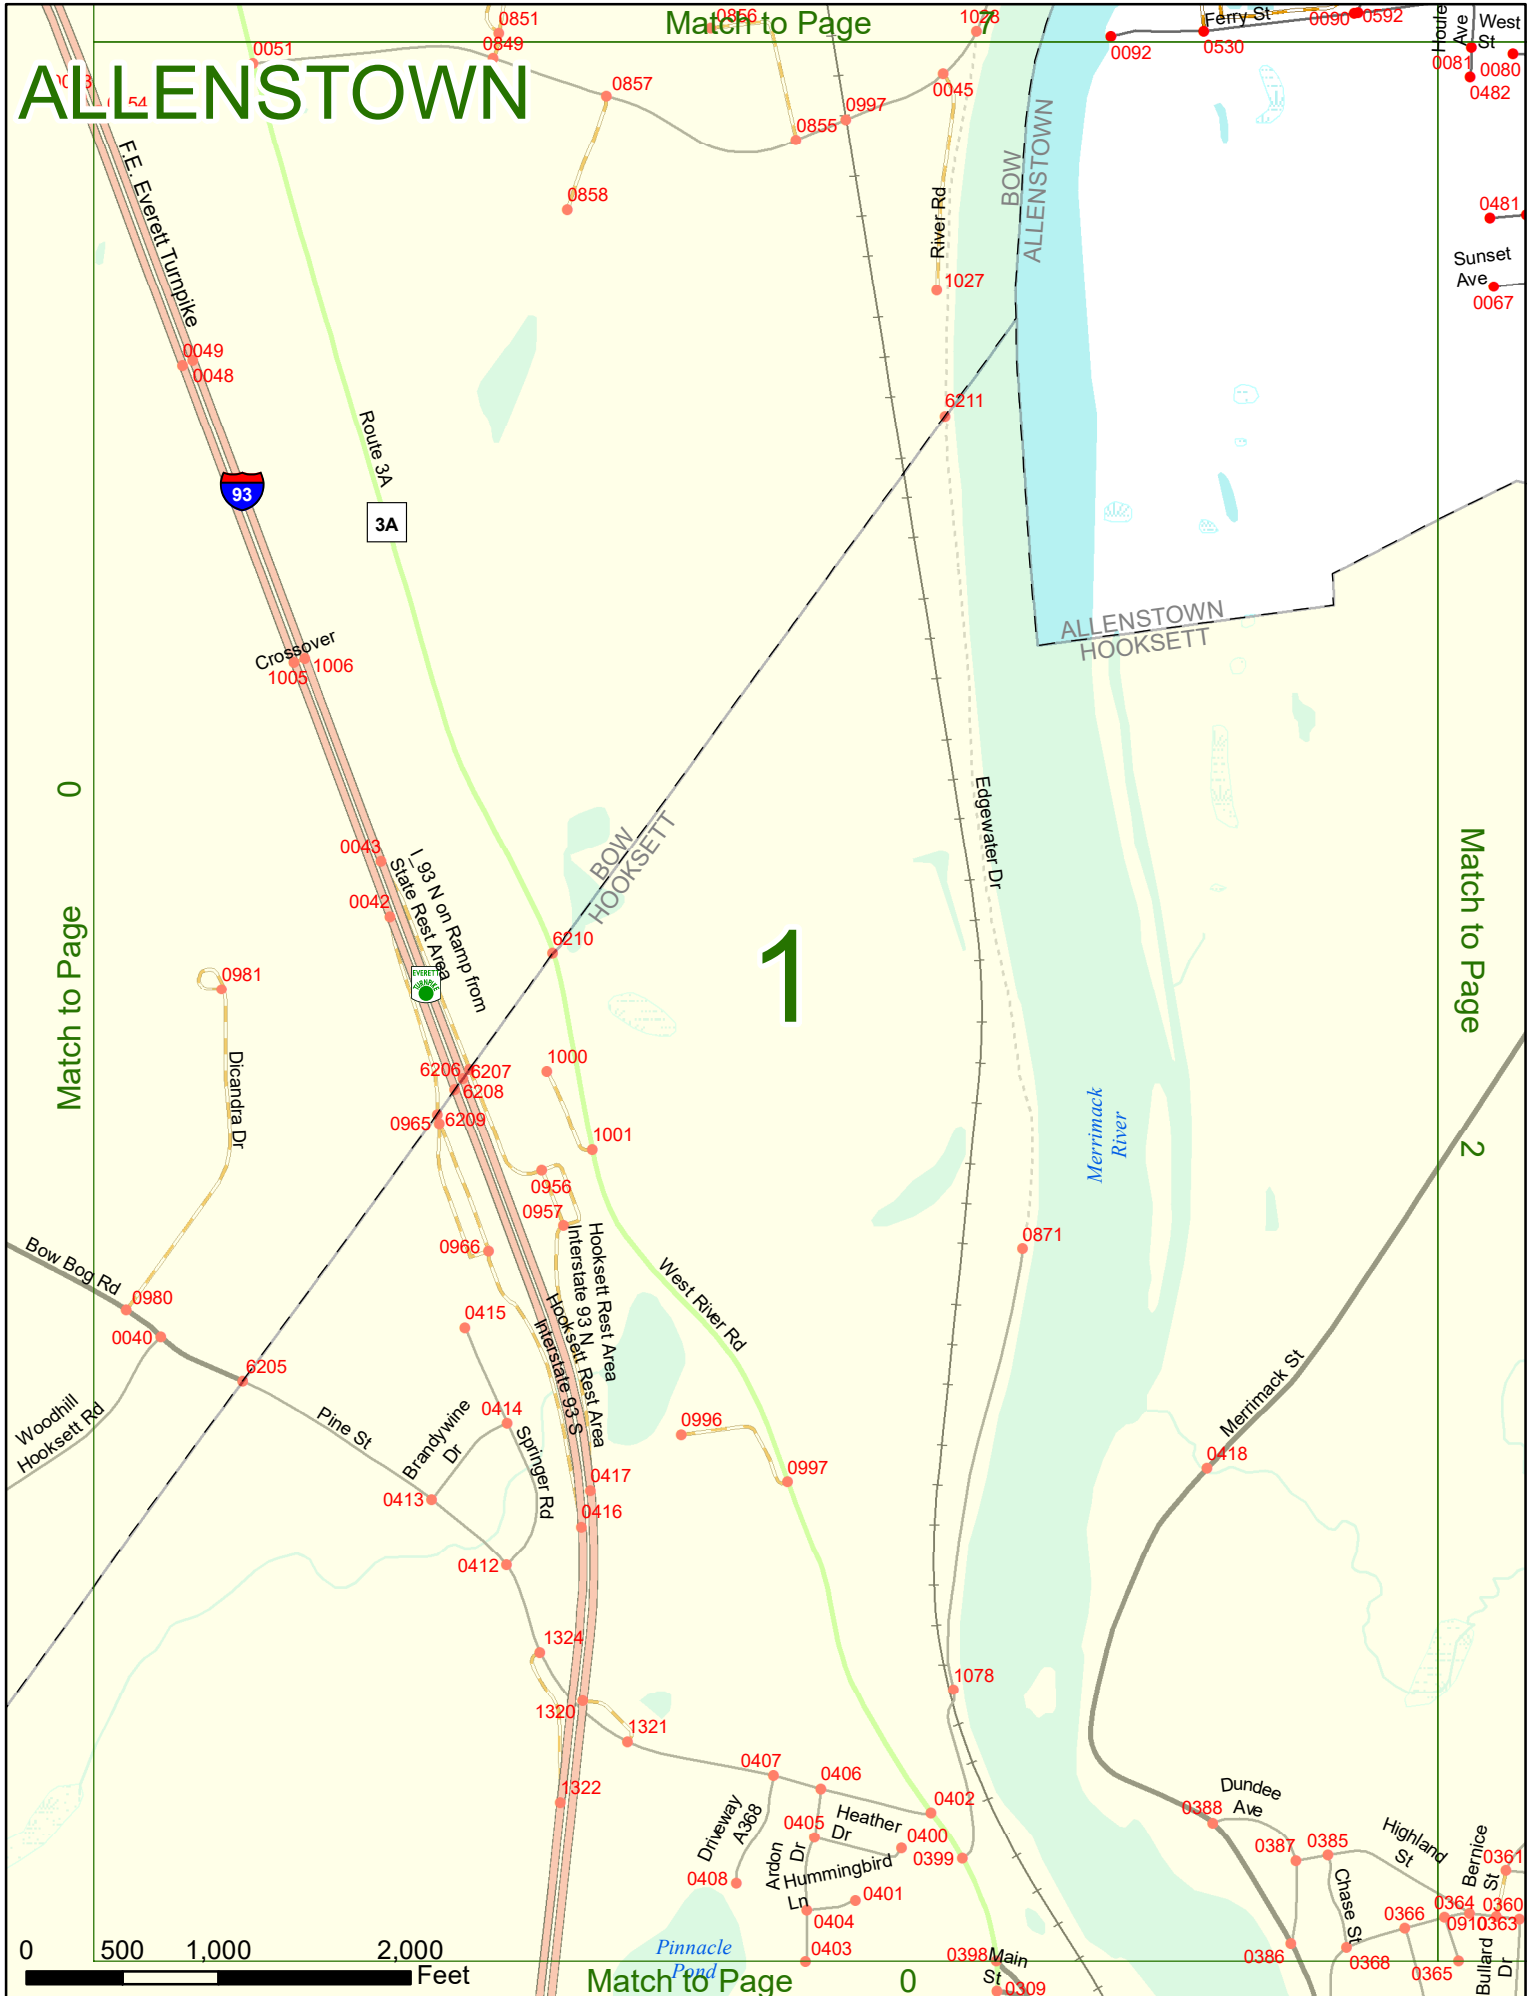 Match to Page 7
ALLENSTOWN
0851
0856
1028
0849
0051
0857
0045
0997
0855
0858
0092
Ferry St
0530
0090
0592
Houle
Ave
West
St
0081
0080
0482
0481
Sunset
Ave
0067
F.E. Everett Turnpike
River Rd
1027
BOW
ALLENSTOWN
0049
0048
Route 3A
6211
93
3A
ALLENSTOWN
HOOKSETT
Crossover
1006
1005
Edgewater Dr
0
Match to Page
0043
0042
I_93 N on Ramp from
State Rest Area
BOW
HOOKSETT
6210
1
Match to Page
2
EVERETT
TURNPIKE
0981
Dicandra Dr
1000
6206
6207
6208
0965
6209
1001
Merrimack
River
0956
0957
0966
Hooksett Rest Area
Interstate 93 N
Hooksett Rest Area
Interstate 93 S
0871
Bow Bog Rd
0980
0040
0415
West River Rd
6205
Woodhill
Hooksett Rd
Pine St
Brandywine
Dr
0414
Springer Rd
0996
0997
Merrimack St
0418
0413
0417
0416
0412
1324
1078
1320
1321
1322
0407
0406
0402
Driveway
A368
0405
Heather
Dr
0400
0399
Ardon
Dr
Hummingbird
Ln
0408
0401
0404
0403
Dundee
Ave
0388
0387
0385
Highland
St
Bernice
St
0361
Chase St
0366
0364
0360
0910
0363
0386
0368
0365
Bullard
Dr
0398
Main
St
0309
Pinnacle
Pond
0
500
1,000
2,000
Feet
Match to Page 0